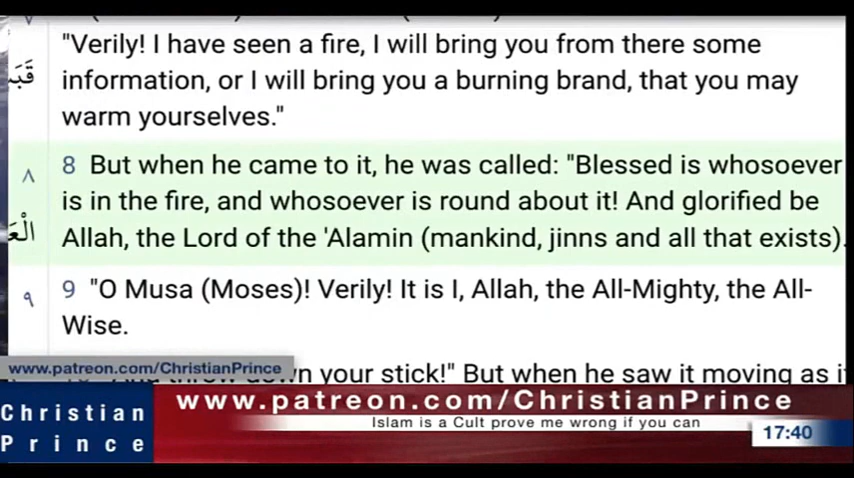 "Verily! I have seen a fire, I will bring you from there some
information, or I will bring you a burning brand, that you may
warm yourselves."
٨
8 But when he came to it, he was called: "Blessed is whosoever
is in the fire, and whosoever is round about it! And glorified be
Allah, the Lord of the 'Alamin (mankind, jinns and all that exists).
٩
9 "O Musa (Moses)! Verily! It is I, Allah, the All-Mighty, the All-
Wise.
n your stick!" But when he saw it moving as i
www.patreon.com/ChristianPrince
Christian
Prince
www.patreon.com/ChristianPrince
Islam is a Cult prove me wrong if you can
17:40